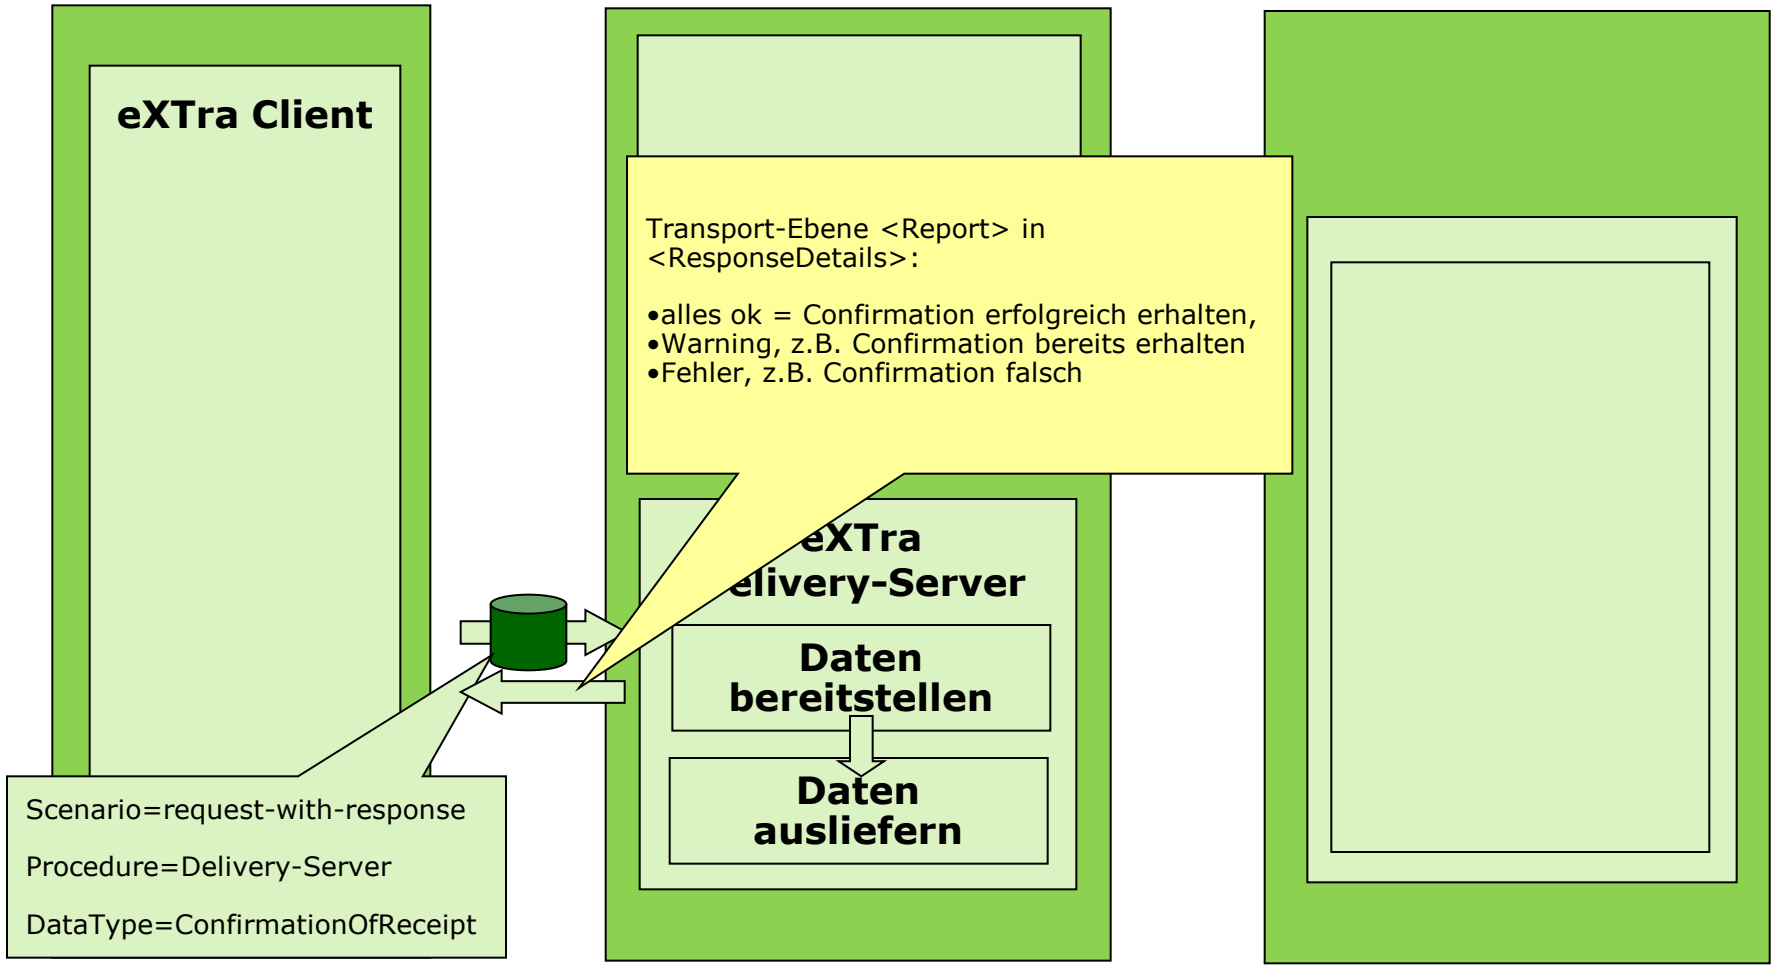 eXTra Client
Transport-Ebene <Report> in
<ResponseDetails>:
•alles ok = Confirmation erfolgreich erhalten,
•Warning, z.B. Confirmation bereits erhalten
•Fehler, z.B. Confirmation falsch
eXTra
elivery-Server
Daten
bereitstellen
Daten
ausliefern
Scenario=request-with-response
Procedure=Delivery-Server
DataType=ConfirmationOfReceipt